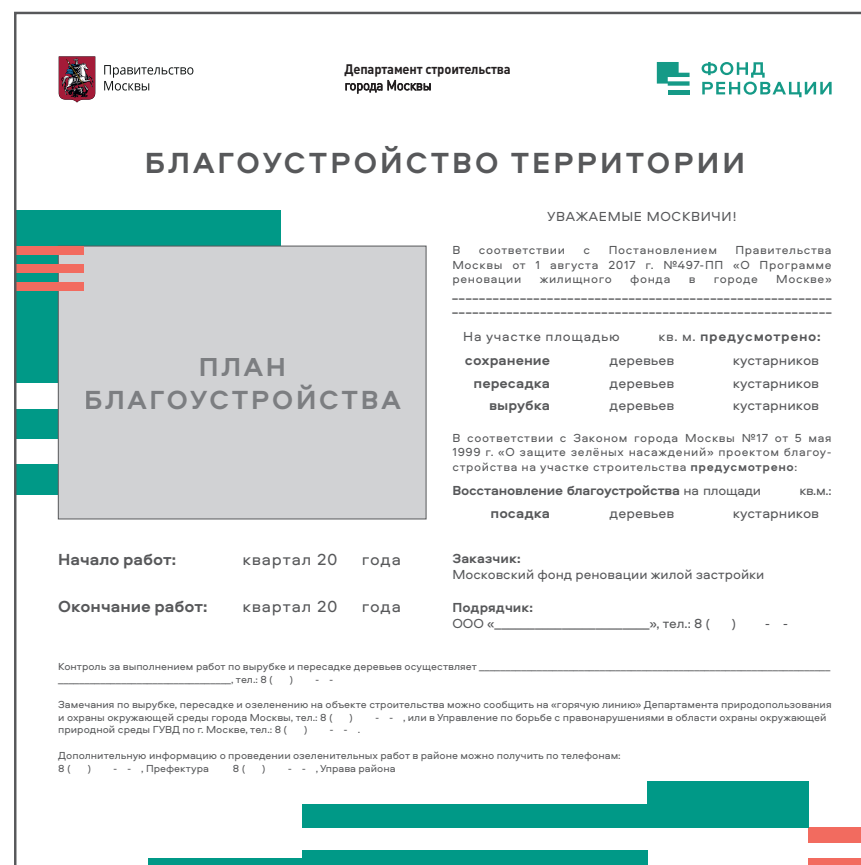 Правительство
Москвы
Департамент строительства
города Москвы
ФОНД
РЕНОВАЦИИ
БЛАГОУСТРОЙСТВО ТЕРРИТОРИИ
УВАЖАЕМЫЕ МОСКВИЧИ!
В соответствии с Постановлением Правительства
Москвы от 1 августа 2017 г. №497-ПП «О Программе
реновации жилищного фонда в городе Москве»
ПЛАН
БЛАГОУСТРОЙСТВА
На участке площадью кв. м. предусмотрено:
сохранение деревьев кустарников
пересадка деревьев кустарников
вырубка деревьев кустарников
В соответствии с Законом города Москвы №17 от 5 мая
1999 г. «О защите зелёных насаждений» проектом благоу-
стройства на участке строительства предусмотрено:
Восстановление благоустройства на площади кв.м.:
посадка деревьев кустарников
Начало работ: квартал 20 года
Окончание работ: квартал 20 года
Заказчик:
Московский фонд реновации жилой застройки
Подрядчик:
ООО «_______________________», тел.: 8 ( ) - -
Контроль за выполнением работ по вырубке и пересадке деревьев осуществляет _______________________
_______________________, тел.: 8 ( ) - -
Замечания по вырубке, пересадке и озеленению на объекте строительства можно сообщить на «горячую линию» Департамента природопользования
и охраны окружающей среды города Москвы, тел.: 8 ( ) - - , или в Управление по борьбе с правонарушениями в области охраны окружающей
природной среды ГУВД по г. Москве, тел.: 8 ( ) - - .
Дополнительную информацию о проведении озеленительных работ в районе можно получить по телефонам:
8 ( ) - - , Префектура 8 ( ) - - , Управа района